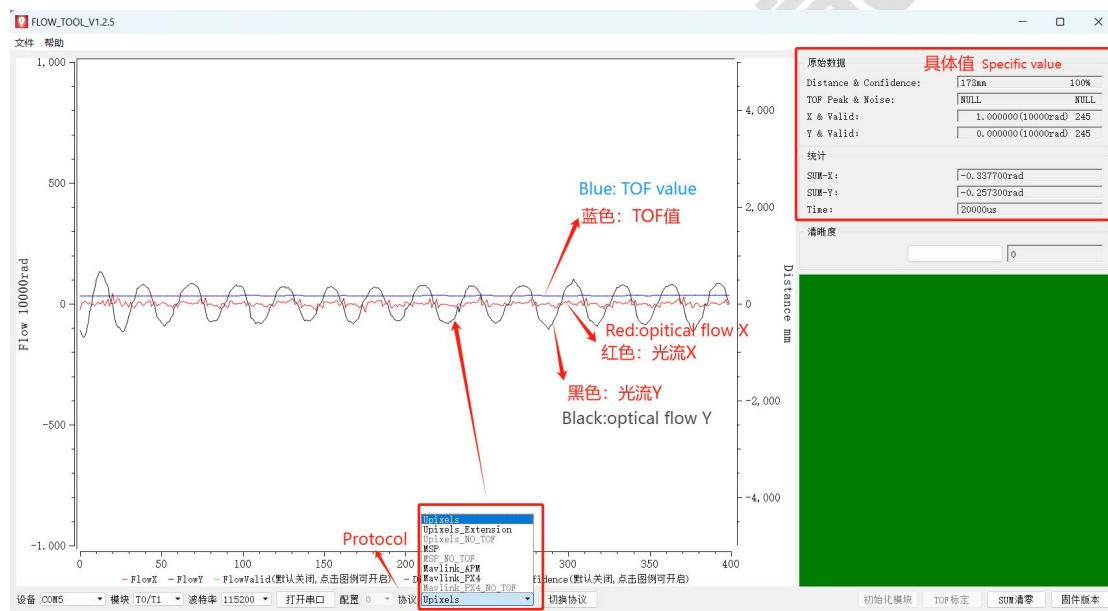 FLOW_TOOL_V1.2.5
文件 帮助
1,000
500
0
-500
-1,000
Flow 10000rad
4,000
2,000
0
-2,000
-4,000
Distance mm
0 50 100 150 200 300 350 400
Blue: TOF value
蓝色：TOF值
Red:opitical flow X
红色：光流X
黑色：光流Y
Black:optical flow Y
Protocol
Upixels
Upixels_Extension
Upixels_NO_TOF
MSP
MSP_NO_TOF
Mavlink_APM
Mavlink_PX4
Mavlink_PX4_NO_TOF
FlowX FlowY FlowValid(默认关闭,点击图例可开启) fidence(默认关闭,点击图例可开启)
设备 COM5 模块 T0/T1 波特率 115200 打开串口 配置 0 协议 Upixels 切换协议
初始化模块 TOF标定 SUM清零 固件版本
原始数据 具体值 Specific value
Distance & Confidence: 173mm 100%
TOF Peak & Noise: NULL NULL
X & Valid: 1.000000(10000rad) 245
Y & Valid: 0.000000(10000rad) 245
统计
SUM-X: -0.337700rad
SUM-Y: -0.257300rad
Time: 20000us
清晰度
0